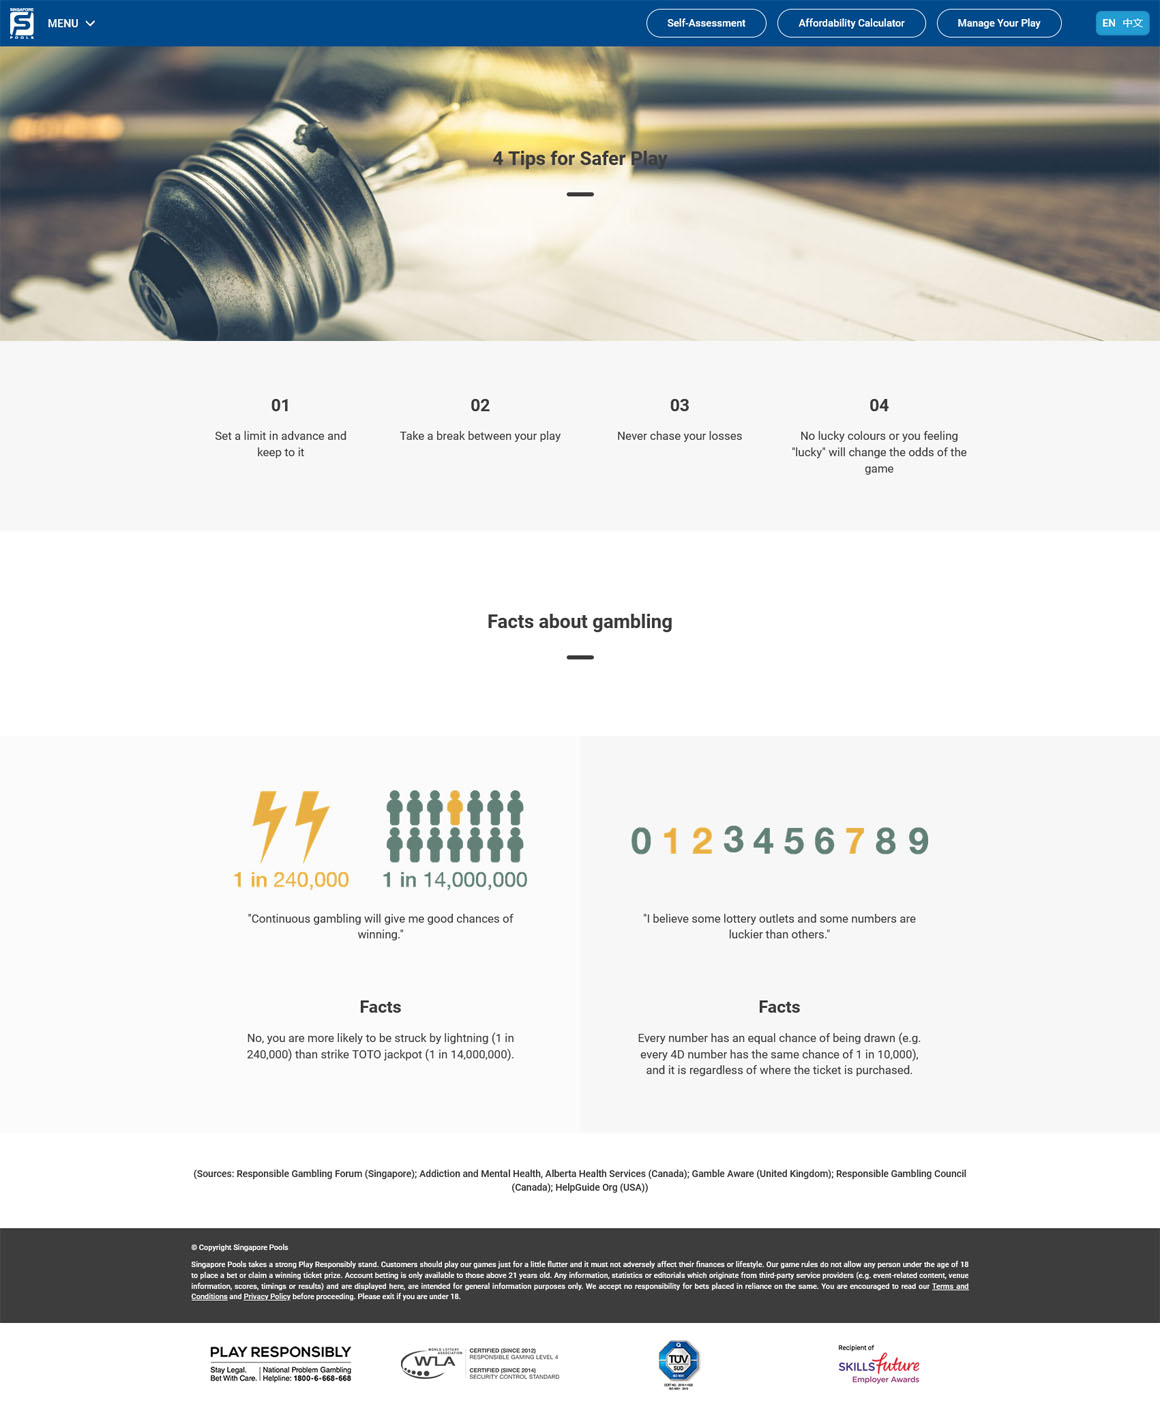 SINGAPORE
POOLS
MENU
Self-Assessment
Affordability Calculator
Manage Your Play
EN 中文
4 Tips for Safer Play
01
Set a limit in advance and
keep to it
02
Take a break between your play
03
Never chase your losses
04
No lucky colours or you feeling
"lucky" will change the odds of the
game
Facts about gambling
1 in 240,000
1 in 14,000,000
"Continuous gambling will give me good chances of
winning."
Facts
No, you are more likely to be struck by lightning (1 in
240,000) than strike TOTO jackpot (1 in 14,000,000).
0 1 2 3 4 5 6 7 8 9
"I believe some lottery outlets and some numbers are
luckier than others."
Facts
Every number has an equal chance of being drawn (e.g.
every 4D number has the same chance of 1 in 10,000),
and it is regardless of where the ticket is purchased.
(Sources: Responsible Gambling Forum (Singapore); Addiction and Mental Health, Alberta Health Services (Canada); Gamble Aware (United Kingdom); Responsible Gambling Council
(Canada); HelpGuide Org (USA))
© Copyright Singapore Pools
Singapore Pools takes a strong Play Responsibly stand. Customers should play our games just for a little flutter and it must not adversely affect their finances or lifestyle. Our game rules do not allow any person under the age of 18
to place a bet or claim a winning ticket prize. Account betting is only available to those above 21 years old. Any information, statistics or editorials which originate from third-party service providers (e.g. event-related content, venue
information, scores, timings or results) and are displayed here, are intended for general information purposes only. We accept no responsibility for bets placed in reliance on the same. You are encouraged to read our Terms and
Conditions and Privacy Policy before proceeding. Please exit if you are under 18.
PLAY RESPONSIBLY
Stay Legal.
Bet With Care.
National Problem Gambling
Helpline: 1800-6-668-668
WORLD LOTTERY
ASSOCIATION
WLA
CERTIFIED (SINCE 2012)
RESPONSIBLE GAMING LEVEL 4
CERTIFIED (SINCE 2014)
SECURITY CONTROL STANDARD
TÜV
SÜD
Recipient of
SKILLSfuture
Employer Awards